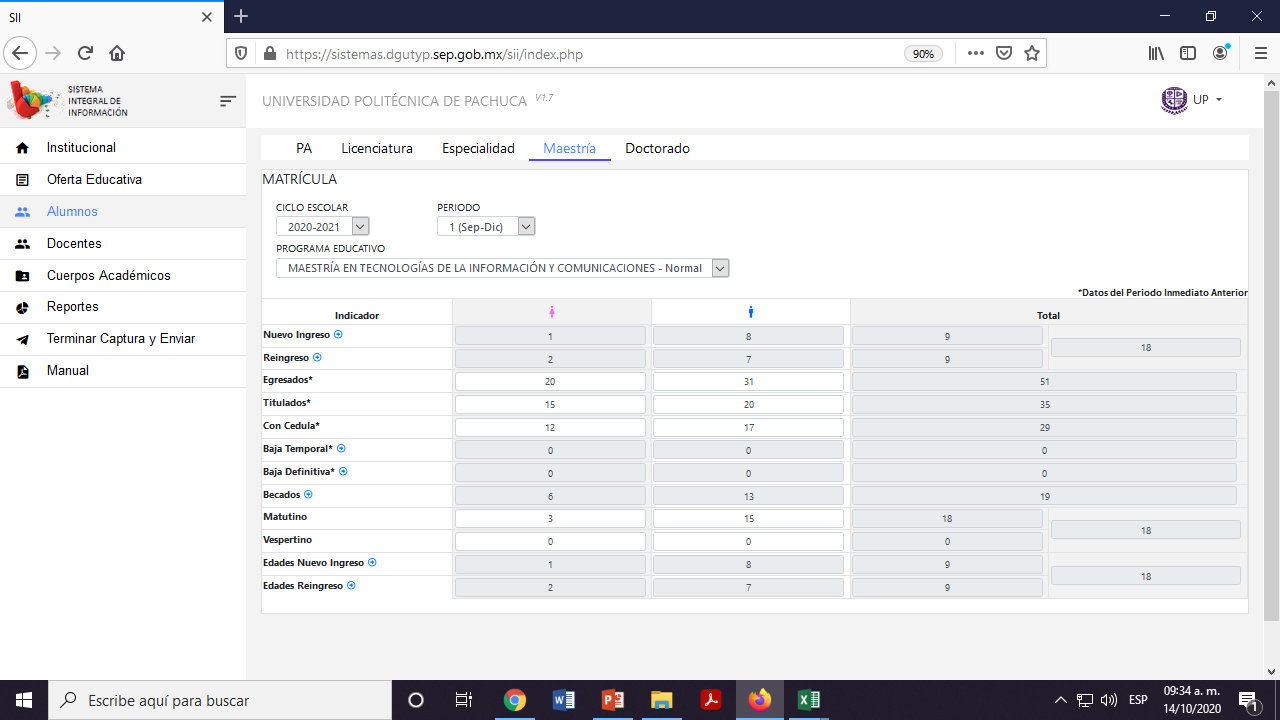 SII
https://sistemas.dgutyp.sep.gob.mx/sii/index.php
90%
SISTEMA
INTEGRAL DE
INFORMACIÓN
UNIVERSIDAD POLITÉCNICA DE PACHUCA V1.7
UP
Institucional
Oferta Educativa
Alumnos
Docentes
Cuerpos Académicos
Reportes
Terminar Captura y Enviar
Manual
PA Licenciatura Especialidad Maestría Doctorado
MATRÍCULA
CICLO ESCOLAR PERIODO
2020-2021 1 (Sep-Dic)
PROGRAMA EDUCATIVO
MAESTRÍA EN TECNOLOGÍAS DE LA INFORMACIÓN Y COMUNICACIONES - Normal
*Datos del Periodo Inmediato Anterior
Indicador Total
Nuevo Ingreso 1 8 9
18
Reingreso 2 7 9
Egresados* 20 31 51
Titulados* 15 20 35
Con Cedula* 12 17 29
Baja Temporal* 0 0 0
Baja Definitiva* 0 0 0
Becados 6 13 19
Matutino 3 15 18
18
Vespertino 0 0 0
Edades Nuevo Ingreso 1 8 9
18
Edades Reingreso 2 7 9
Escribe aquí para buscar
ESP
09:34 a. m.
14/10/2020
1